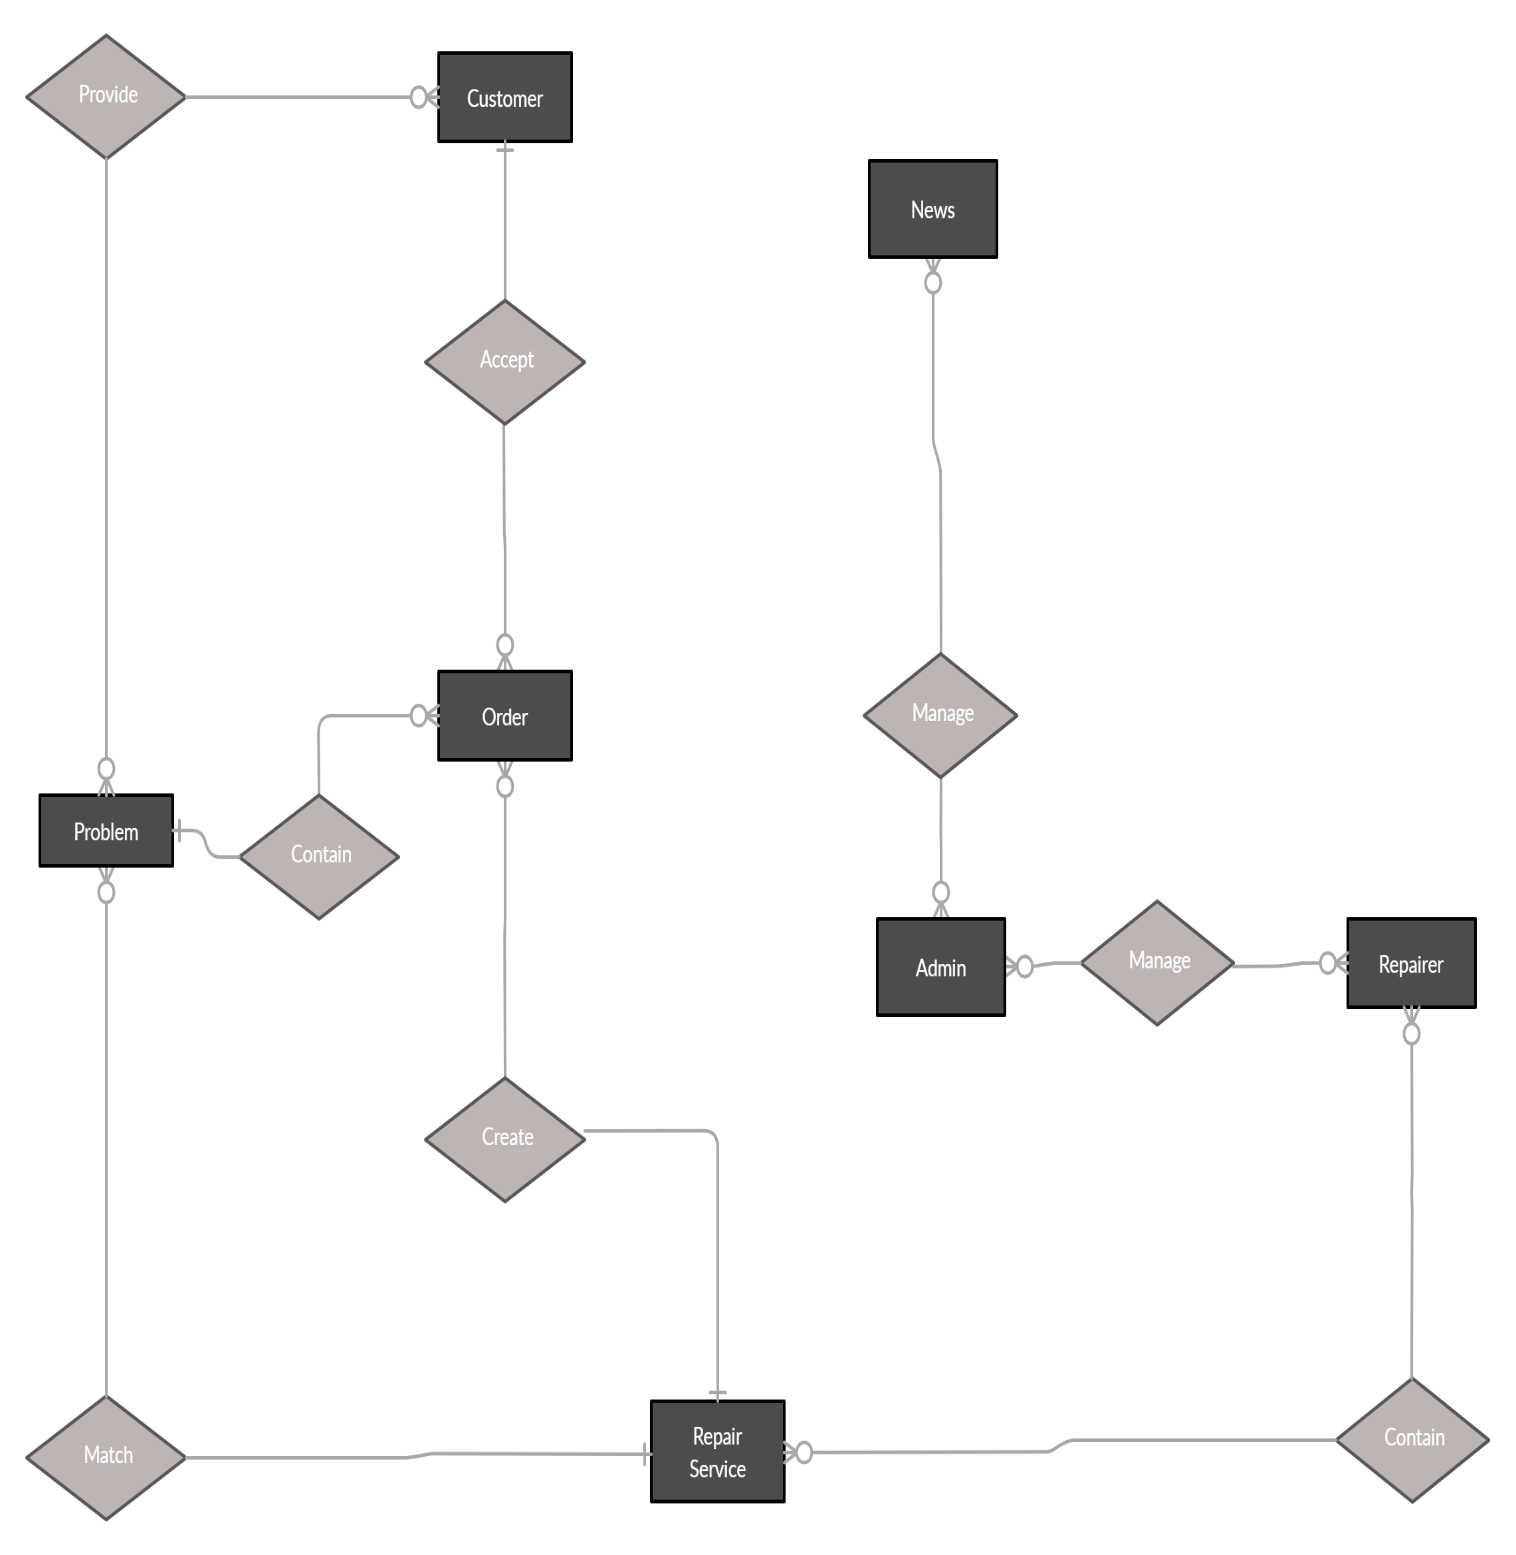 Provide
Customer
News
Accept
Order
Manage
Problem
Contain
Admin
Manage
Repairer
Create
Repair
Service
Match
Contain